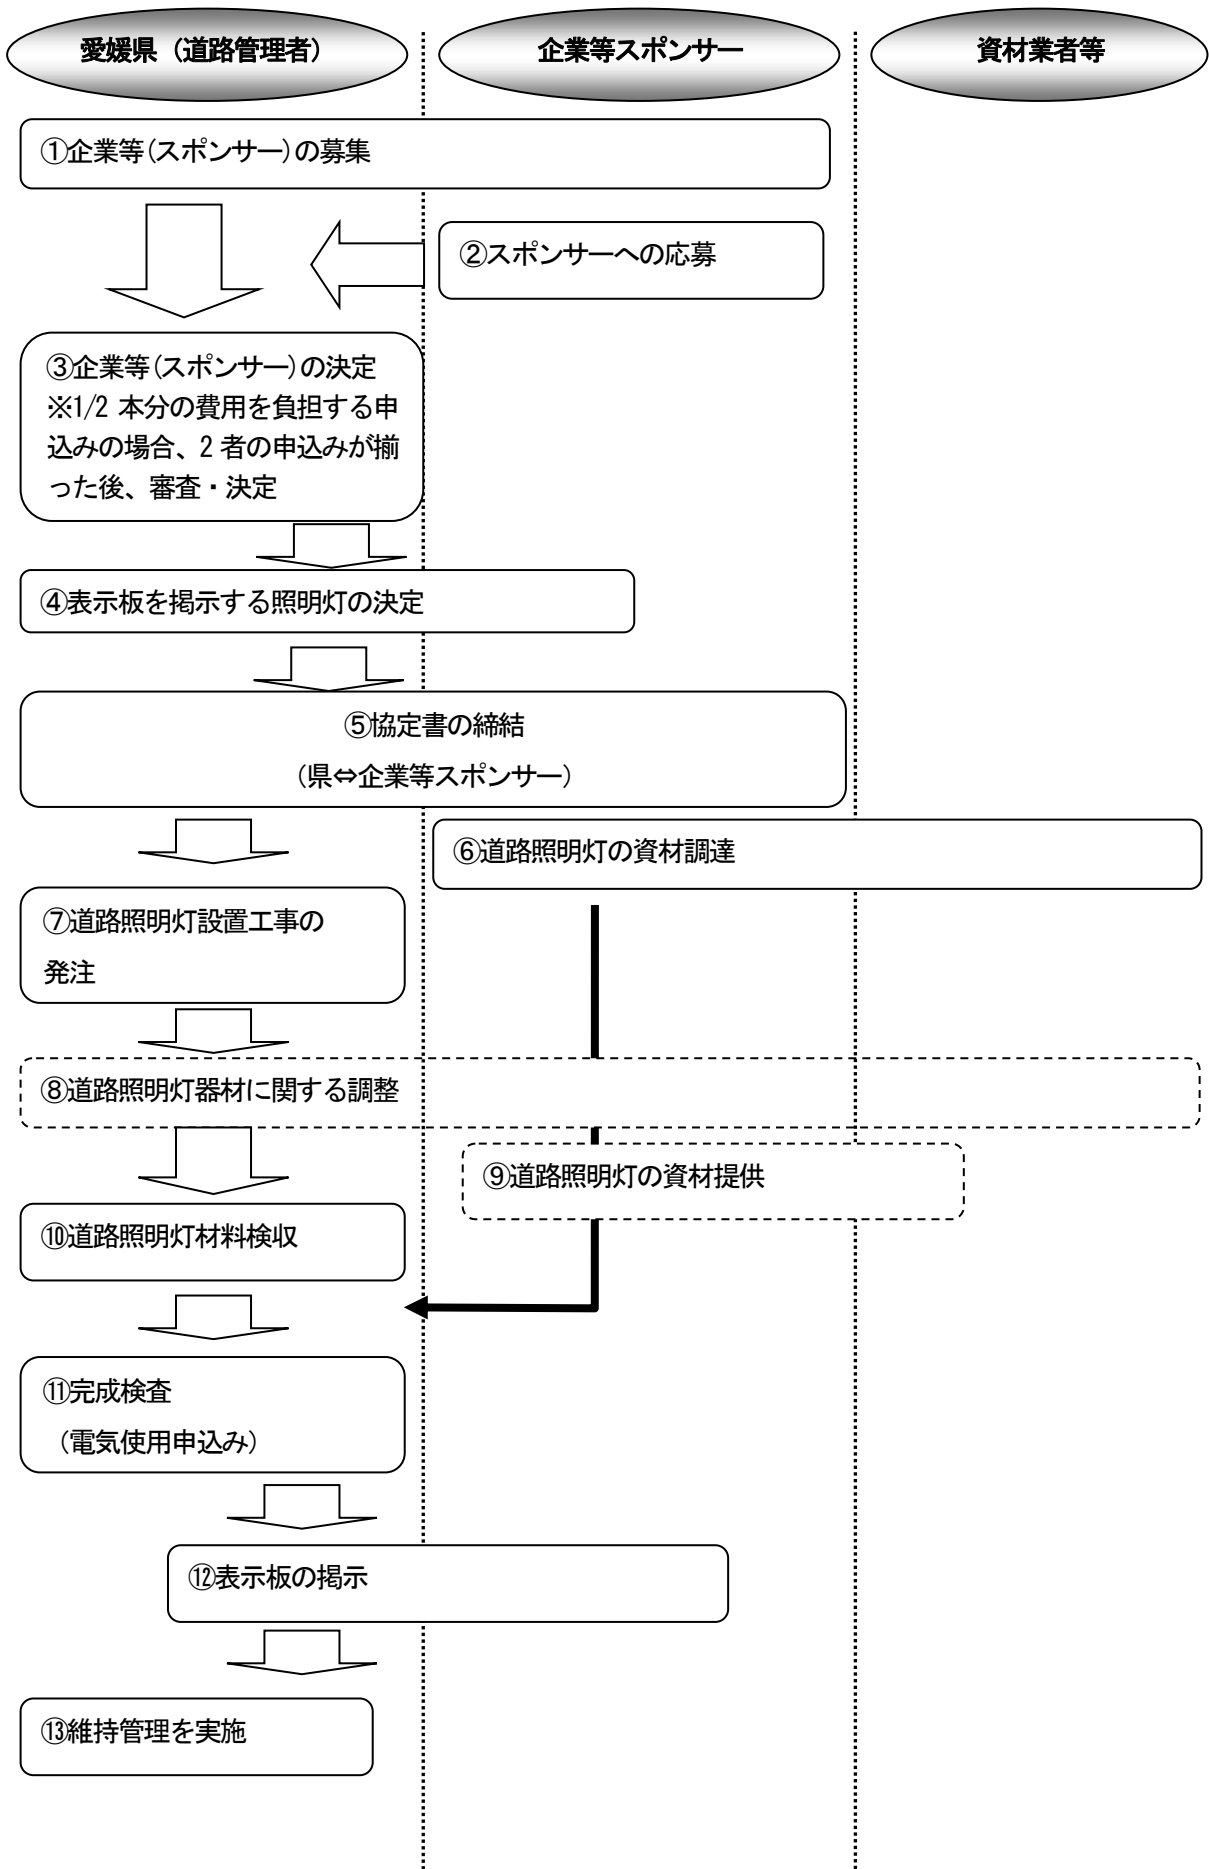 愛媛県（道路管理者）
企業等スポンサー
資材業者等
①企業等(スポンサー)の募集
②スポンサーへの応募
③企業等(スポンサー)の決定
※1/2 本分の費用を負担する申
込みの場合、2 者の申込みが揃
った後、審査・決定
④表示板を掲示する照明灯の決定
⑤協定書の締結
（県⇔企業等スポンサー）
⑥道路照明灯の資材調達
⑦道路照明灯設置工事の
発注
⑧道路照明灯器材に関する調整
⑨道路照明灯の資材提供
⑩道路照明灯材料検収
⑪完成検査
（電気使用申込み）
⑫表示板の掲示
⑬維持管理を実施